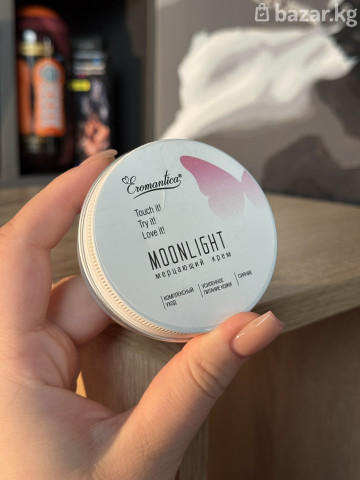 bazar.kg
Eromantica®
Touch it!
Try it!
Love it!
MOONLIGHT
мерцающий крем
КОМПЛЕКСНЫЙ
УХОД
УСИЛЕННОЕ
ПИТАНИЕ КОЖИ
СИЯНИЕ